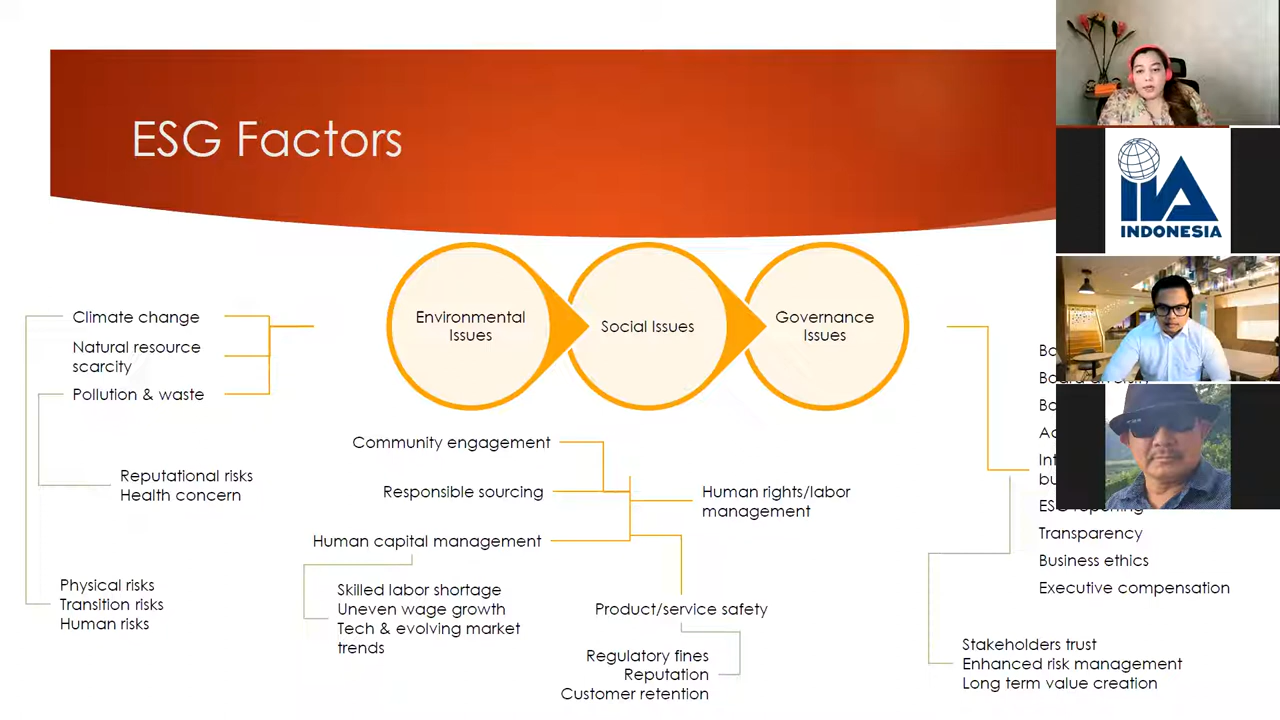 ESG Factors
IIA
INDONESIA
Environmental
Issues
Social Issues
Governance
Issues
Climate change
Natural resource
scarcity
Pollution & waste
Reputational risks
Health concern
Physical risks
Transition risks
Human risks
Community engagement
Responsible sourcing
Human capital management
Human rights/labor
management
Skilled labor shortage
Uneven wage growth
Tech & evolving market
trends
Product/service safety
Regulatory fines
Reputation
Customer retention
Transparency
Business ethics
Executive compensation
Stakeholders trust
Enhanced risk management
Long term value creation